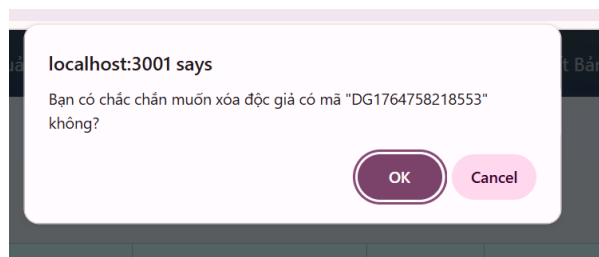 localhost:3001 says
Bạn có chắc chắn muốn xóa độc giả có mã "DG1764758218553"
không?
OK
Cancel